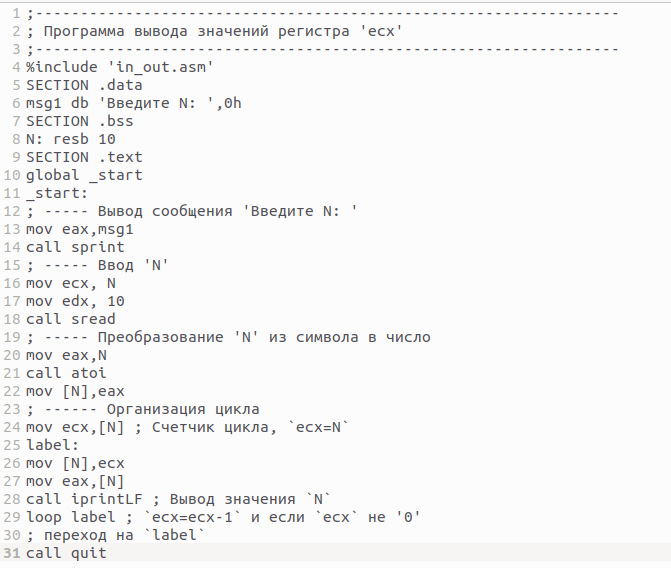 1 ;-----------------------------------------------------------------
2 ; Программа вывода значений регистра 'ecx'
3 ;-----------------------------------------------------------------
4 %include 'in_out.asm'
5 SECTION .data
6 msg1 db 'Введите N: ',0h
7 SECTION .bss
8 N: resb 10
9 SECTION .text
10 global _start
11 _start:
12 ; ----- Вывод сообщения 'Введите N: '
13 mov eax,msg1
14 call sprint
15 ; ----- Ввод 'N'
16 mov ecx, N
17 mov edx, 10
18 call sread
19 ; ----- Преобразование 'N' из символа в число
20 mov eax,N
21 call atoi
22 mov [N],eax
23 ; ------ Организация цикла
24 mov ecx,[N] ; Счетчик цикла, `ecx=N`
25 label:
26 mov [N],ecx
27 mov eax,[N]
28 call iprintLF ; Вывод значения `N`
29 loop label ; `ecx=ecx-1` и если `ecx` не '0'
30 ; переход на `label`
31 call quit